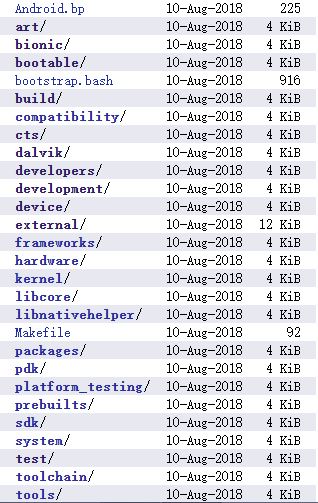 Android.bp 10-Aug-2018 225
art/ 10-Aug-2018 4 KiB
bionic/ 10-Aug-2018 4 KiB
bootable/ 10-Aug-2018 4 KiB
bootstrap.bash 10-Aug-2018 916
build/ 10-Aug-2018 4 KiB
compatibility/ 10-Aug-2018 4 KiB
cts/ 10-Aug-2018 4 KiB
dalvik/ 10-Aug-2018 4 KiB
developers/ 10-Aug-2018 4 KiB
development/ 10-Aug-2018 4 KiB
device/ 10-Aug-2018 4 KiB
external/ 10-Aug-2018 12 KiB
frameworks/ 10-Aug-2018 4 KiB
hardware/ 10-Aug-2018 4 KiB
kernel/ 10-Aug-2018 4 KiB
libcore/ 10-Aug-2018 4 KiB
libnativehelper/ 10-Aug-2018 4 KiB
Makefile 10-Aug-2018 92
packages/ 10-Aug-2018 4 KiB
pdk/ 10-Aug-2018 4 KiB
platform_testing/ 10-Aug-2018 4 KiB
prebuilts/ 10-Aug-2018 4 KiB
sdk/ 10-Aug-2018 4 KiB
system/ 10-Aug-2018 4 KiB
test/ 10-Aug-2018 4 KiB
toolchain/ 10-Aug-2018 4 KiB
tools/ 10-Aug-2018 4 KiB